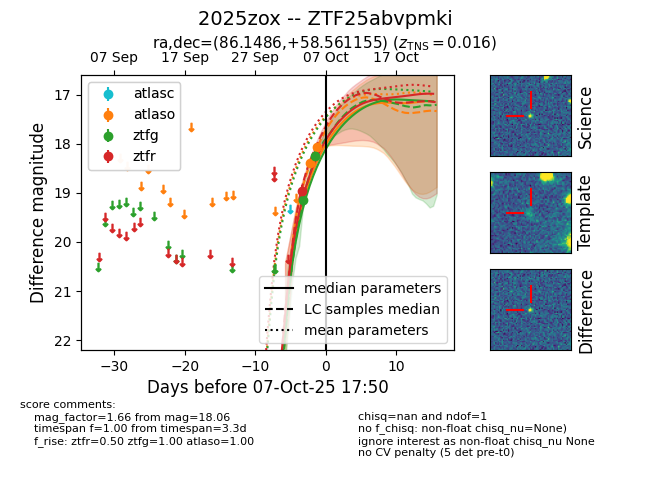 2025zox -- ZTF25abvpmki
ra,dec=(86.1486,+58.561155) (z_TNS = 0.016)
07 Sep 17 Sep 27 Sep 07 Oct 17 Oct
17
18
19
20
21
22
Difference magnitude
atlasc
atlaso
ztfg
ztfr
median parameters
LC samples median
mean parameters
−30 −20 −10 0 10
Days before 07-Oct-25 17:50
Science
Template
Difference
score comments:
mag_factor=1.66 from mag=18.06
timespan f=1.00 from timespan=3.3d
f_rise: ztfr=0.50 ztfg=1.00 atlaso=1.00
chisq=nan and ndof=1
no f_chisq: non-float chisq_nu=None)
ignore interest as non-float chisq_nu None
no CV penalty (5 det pre-t0)